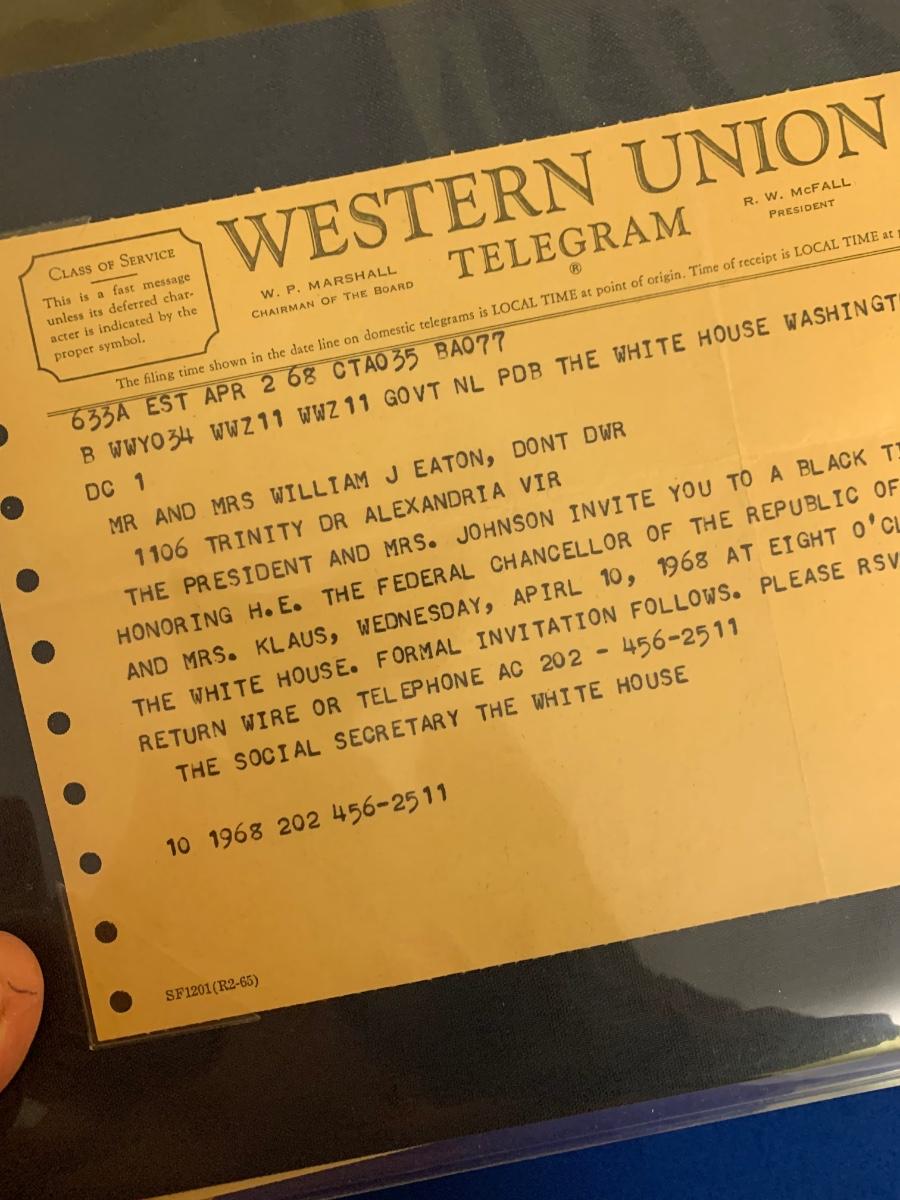 WESTERN UNION
TELEGRAM
®
CLASS OF SERVICE
This is a fast message
unless its deferred char-
acter is indicated by the
proper symbol.
W. P. MARSHALL
CHAIRMAN OF THE BOARD
R. W. McFALL
PRESIDENT
The filing time shown in the date line on domestic telegrams is LOCAL TIME at point of origin. Time of receipt is LOCAL TIME at
633A EST APR 2 68 CTA035 BA077
B WWY034 WWZ11 WWZ11 GOVT NL PDB THE WHITE HOUSE WASHINGT
DC 1
MR AND MRS WILLIAM J EATON, DONT DWR
1106 TRINITY DR ALEXANDRIA VIR
THE PRESIDENT AND MRS. JOHNSON INVITE YOU TO A BLACK TI
HONORING H.E. THE FEDERAL CHANCELLOR OF THE REPUBLIC OF
AND MRS. KLAUS, WEDNESDAY, APIRL 10, 1968 AT EIGHT O'CL
THE WHITE HOUSE. FORMAL INVITATION FOLLOWS. PLEASE RSV
RETURN WIRE OR TELEPHONE AC 202 - 456-2511
THE SOCIAL SECRETARY THE WHITE HOUSE
10 1968 202 456-2511
SF1201(R2-65)